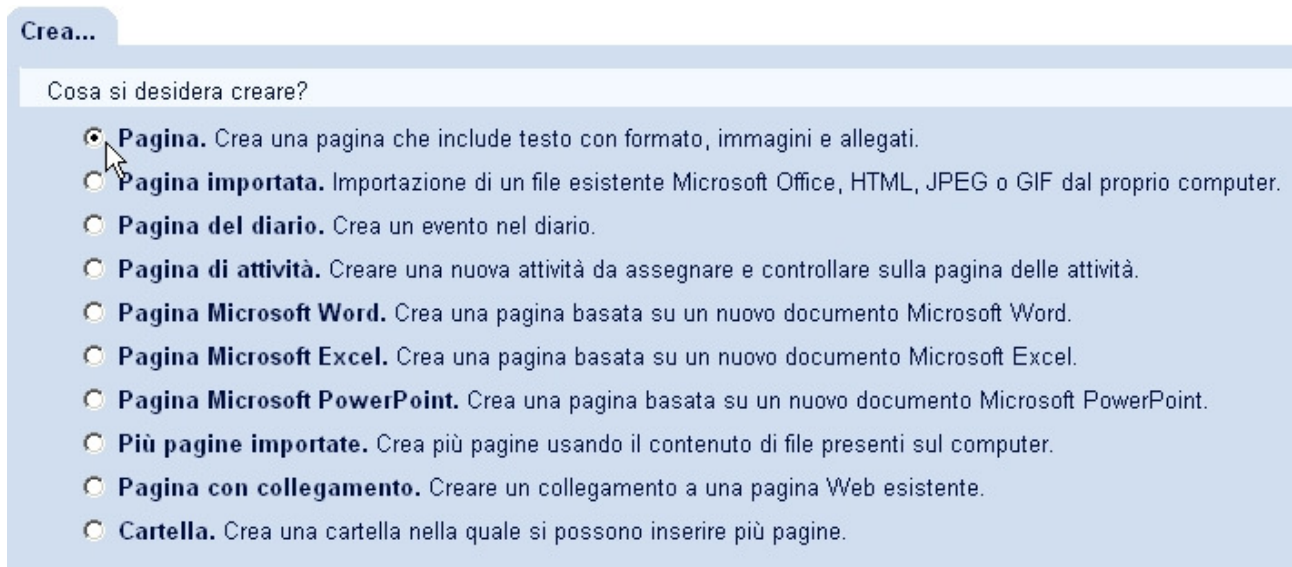 Crea...
Cosa si desidera creare?
Pagina. Crea una pagina che include testo con formato, immagini e allegati.
Pagina importata. Importazione di un file esistente Microsoft Office, HTML, JPEG o GIF dal proprio computer.
Pagina del diario. Crea un evento nel diario.
Pagina di attività. Creare una nuova attività da assegnare e controllare sulla pagina delle attività.
Pagina Microsoft Word. Crea una pagina basata su un nuovo documento Microsoft Word.
Pagina Microsoft Excel. Crea una pagina basata su un nuovo documento Microsoft Excel.
Pagina Microsoft PowerPoint. Crea una pagina basata su un nuovo documento Microsoft PowerPoint.
Più pagine importate. Crea più pagine usando il contenuto di file presenti sul computer.
Pagina con collegamento. Creare un collegamento a una pagina Web esistente.
Cartella. Crea una cartella nella quale si possono inserire più pagine.